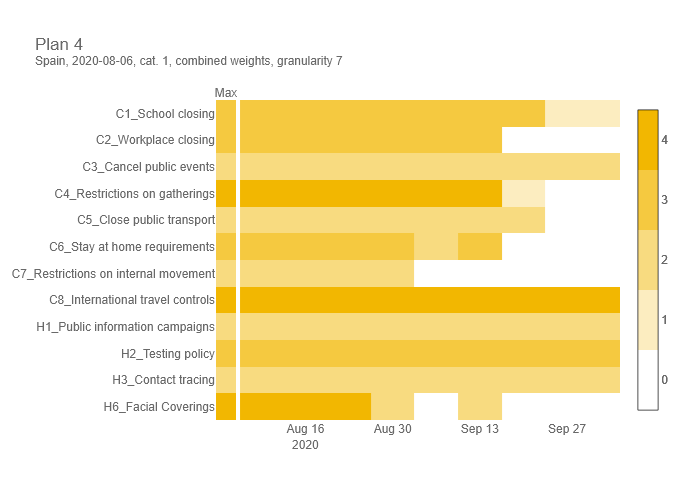 Plan 4
Spain, 2020-08-06, cat. 1, combined weights, granularity 7
Max
C1_School closing
C2_Workplace closing
C3_Cancel public events
C4_Restrictions on gatherings
C5_Close public transport
C6_Stay at home requirements
C7_Restrictions on internal movement
C8_International travel controls
H1_Public information campaigns
H2_Testing policy
H3_Contact tracing
H6_Facial Coverings
Aug 16 Aug 30 Sep 13 Sep 27
2020
4
3
2
1
0